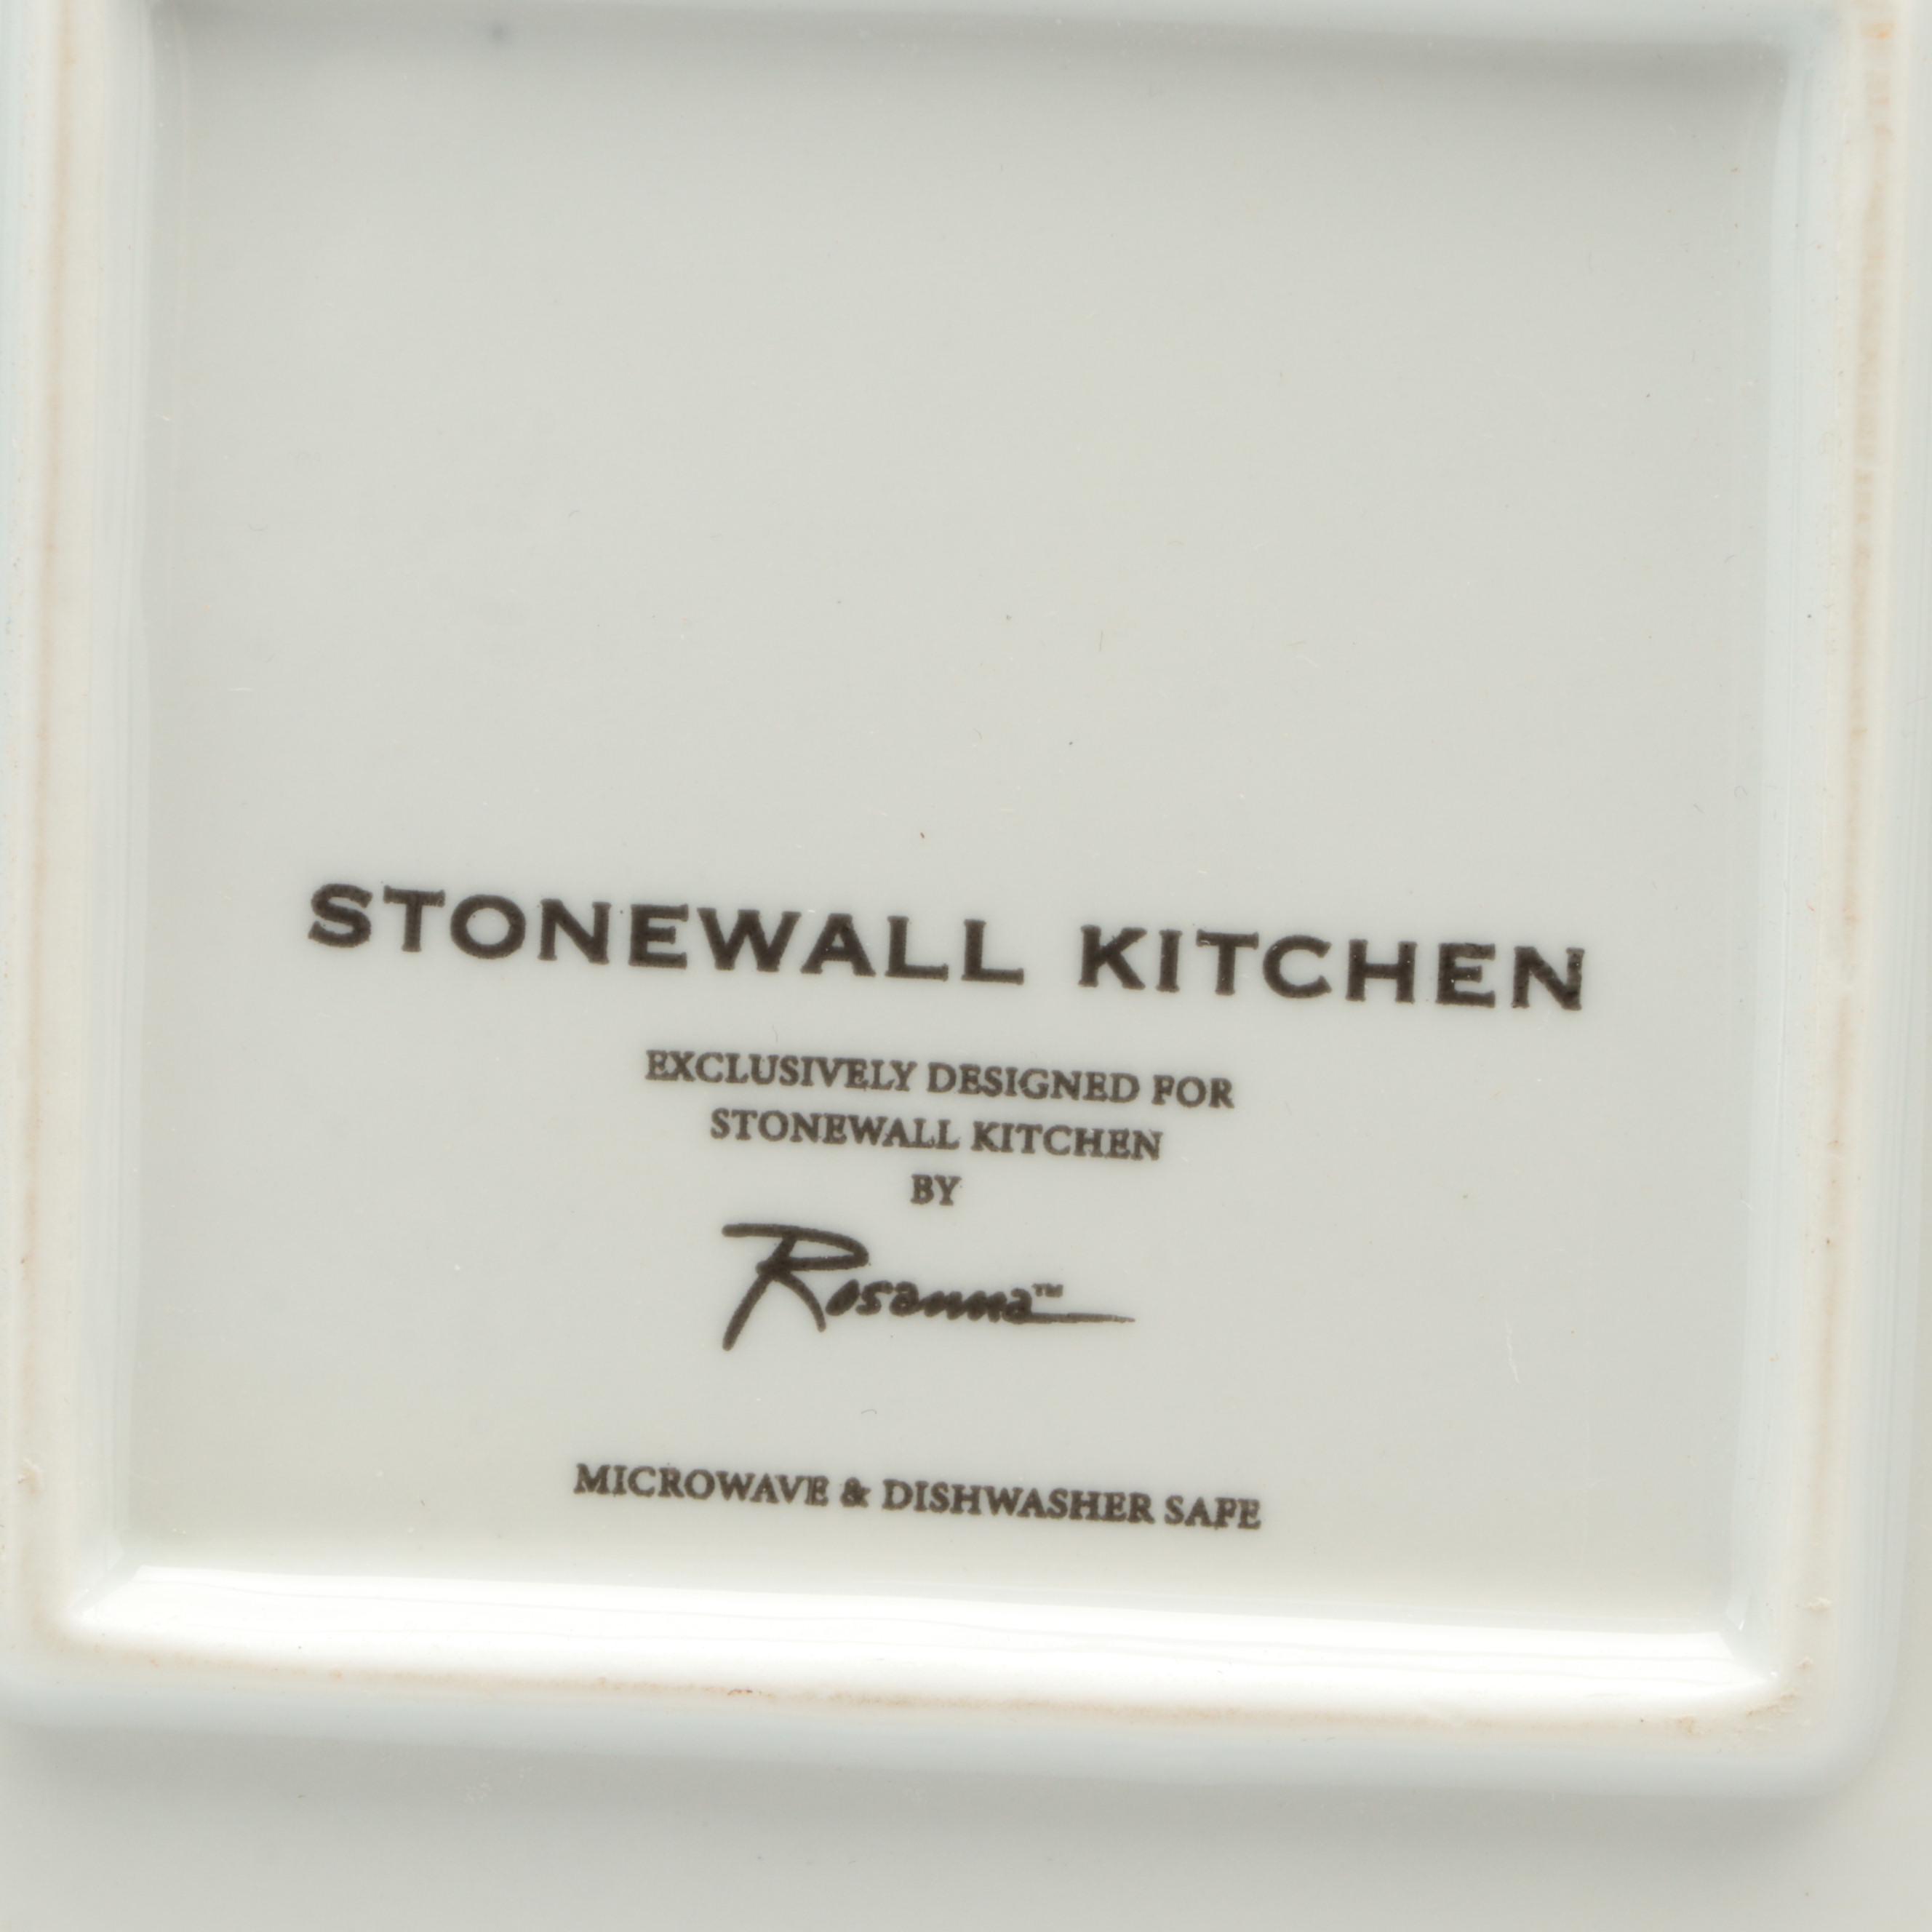 STONEWALL KITCHEN
EXCLUSIVELY DESIGNED FOR
STONEWALL KITCHEN
BY
Rosanna™
MICROWAVE & DISHWASHER SAFE